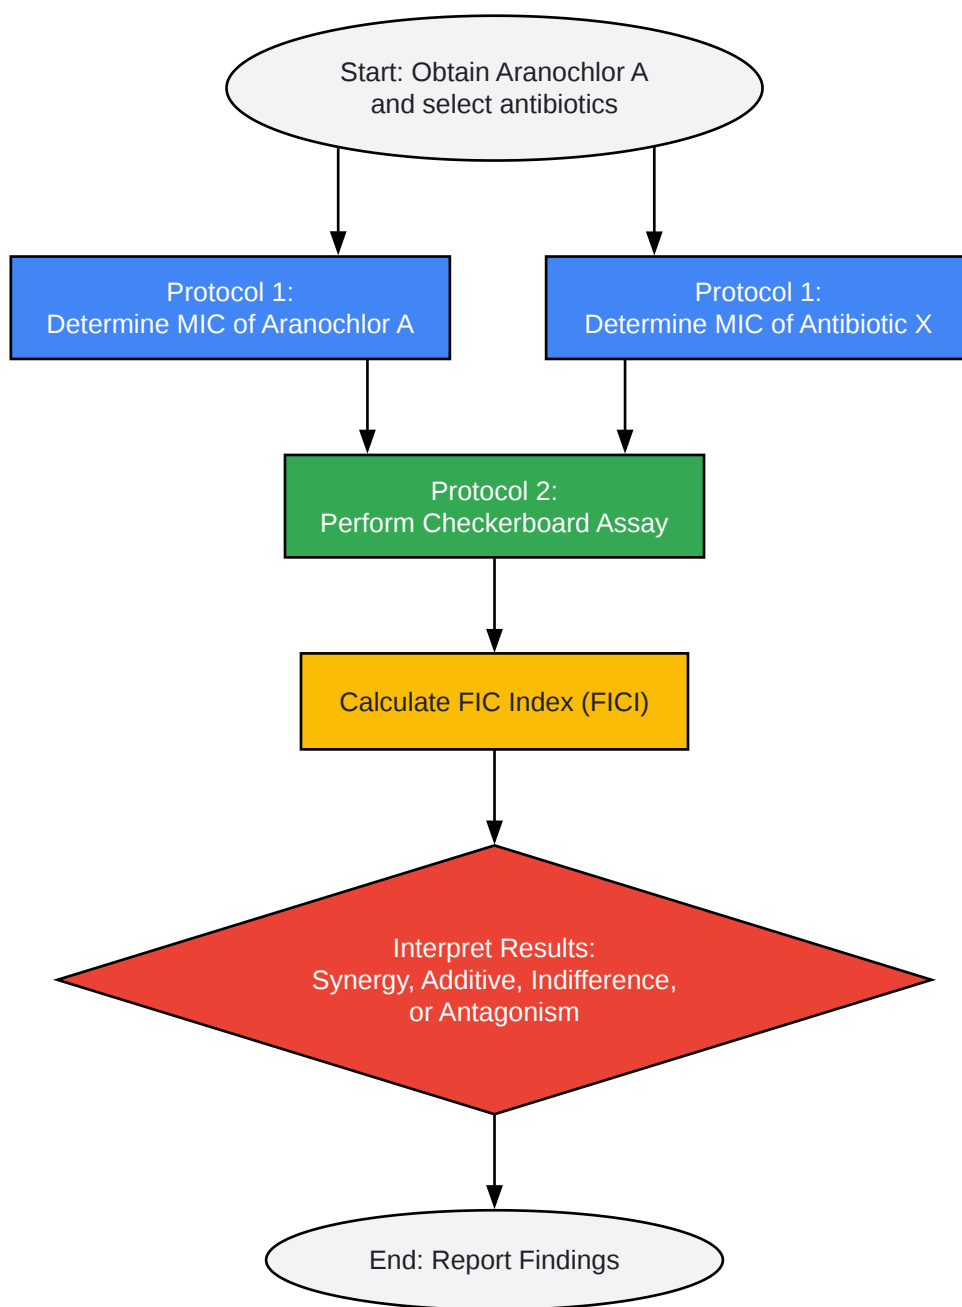 Start: Obtain Aranochlor A
and select antibiotics
Protocol 1:
Determine MIC of Aranochlor A
Protocol 1:
Determine MIC of Antibiotic X
Protocol 2:
Perform Checkerboard Assay
Calculate FIC Index (FICI)
Interpret Results:
Synergy, Additive, Indifference,
or Antagonism
End: Report Findings